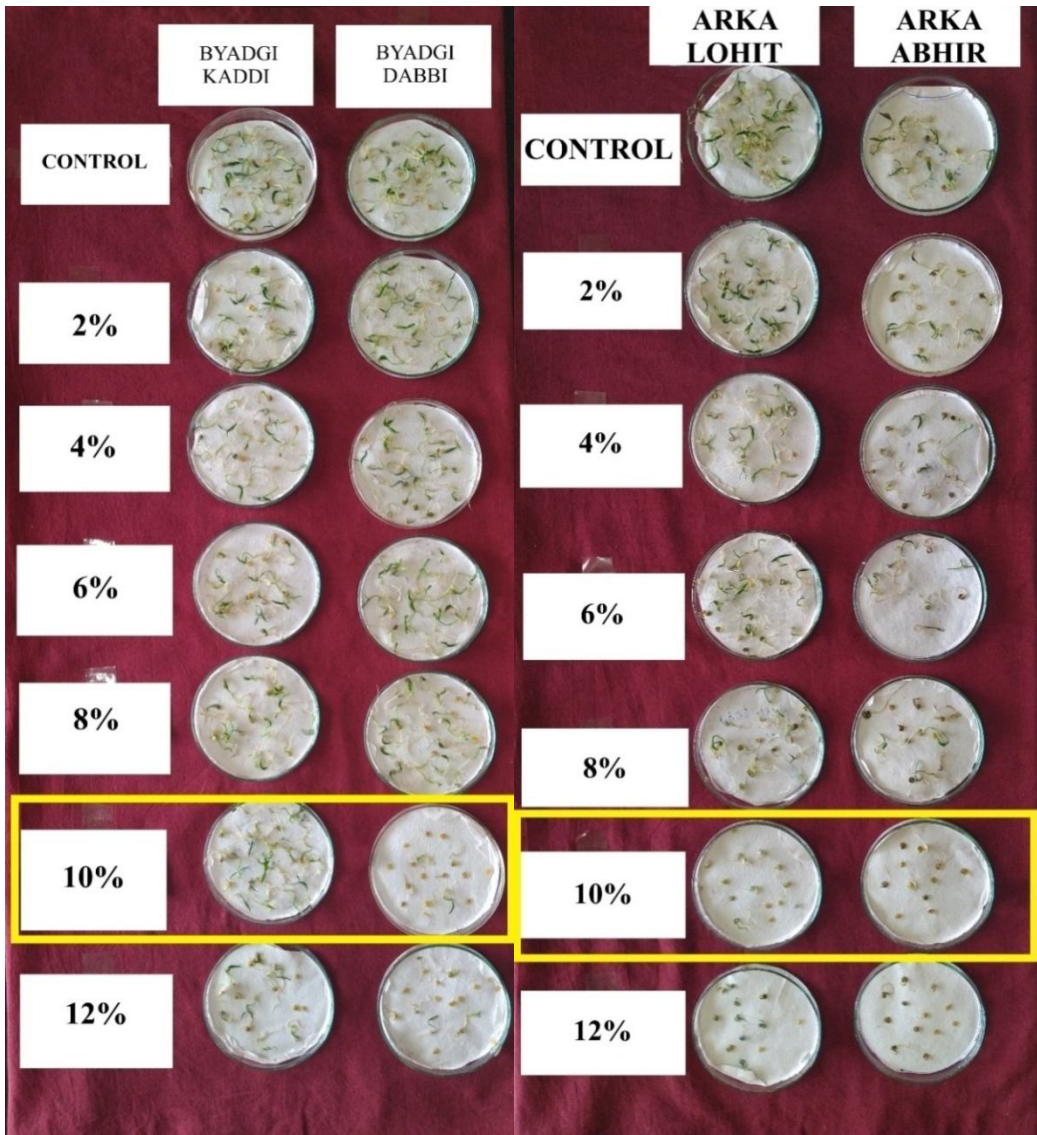 BYADGI
KADDI
BYADGI
DABBI
CONTROL
2%
4%
6%
8%
10%
12%
ARKA
LOHIT
ARKA
ABHIR
CONTROL
2%
4%
6%
8%
10%
12%